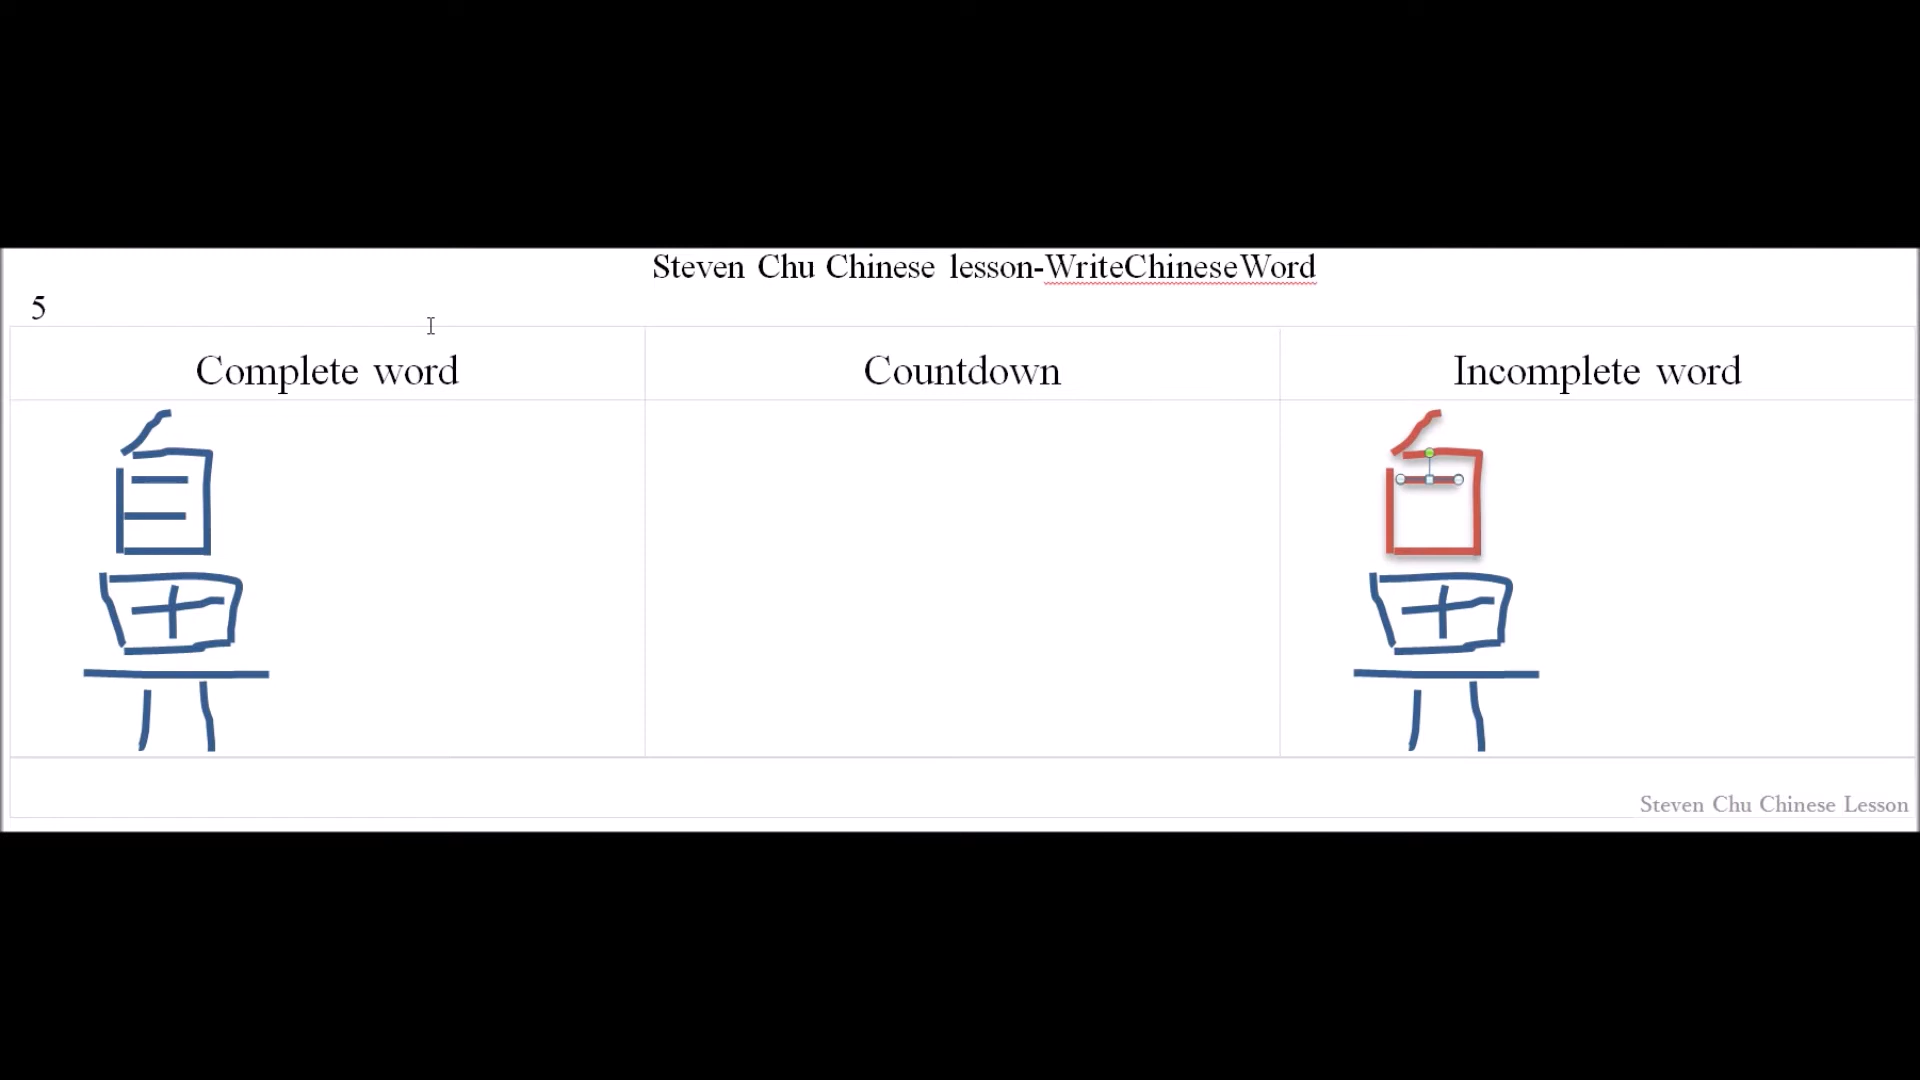 Steven Chu Chinese lesson-WriteChineseWord
5
Complete word
Countdown
Incomplete word
鼻
Steven Chu Chinese Lesson